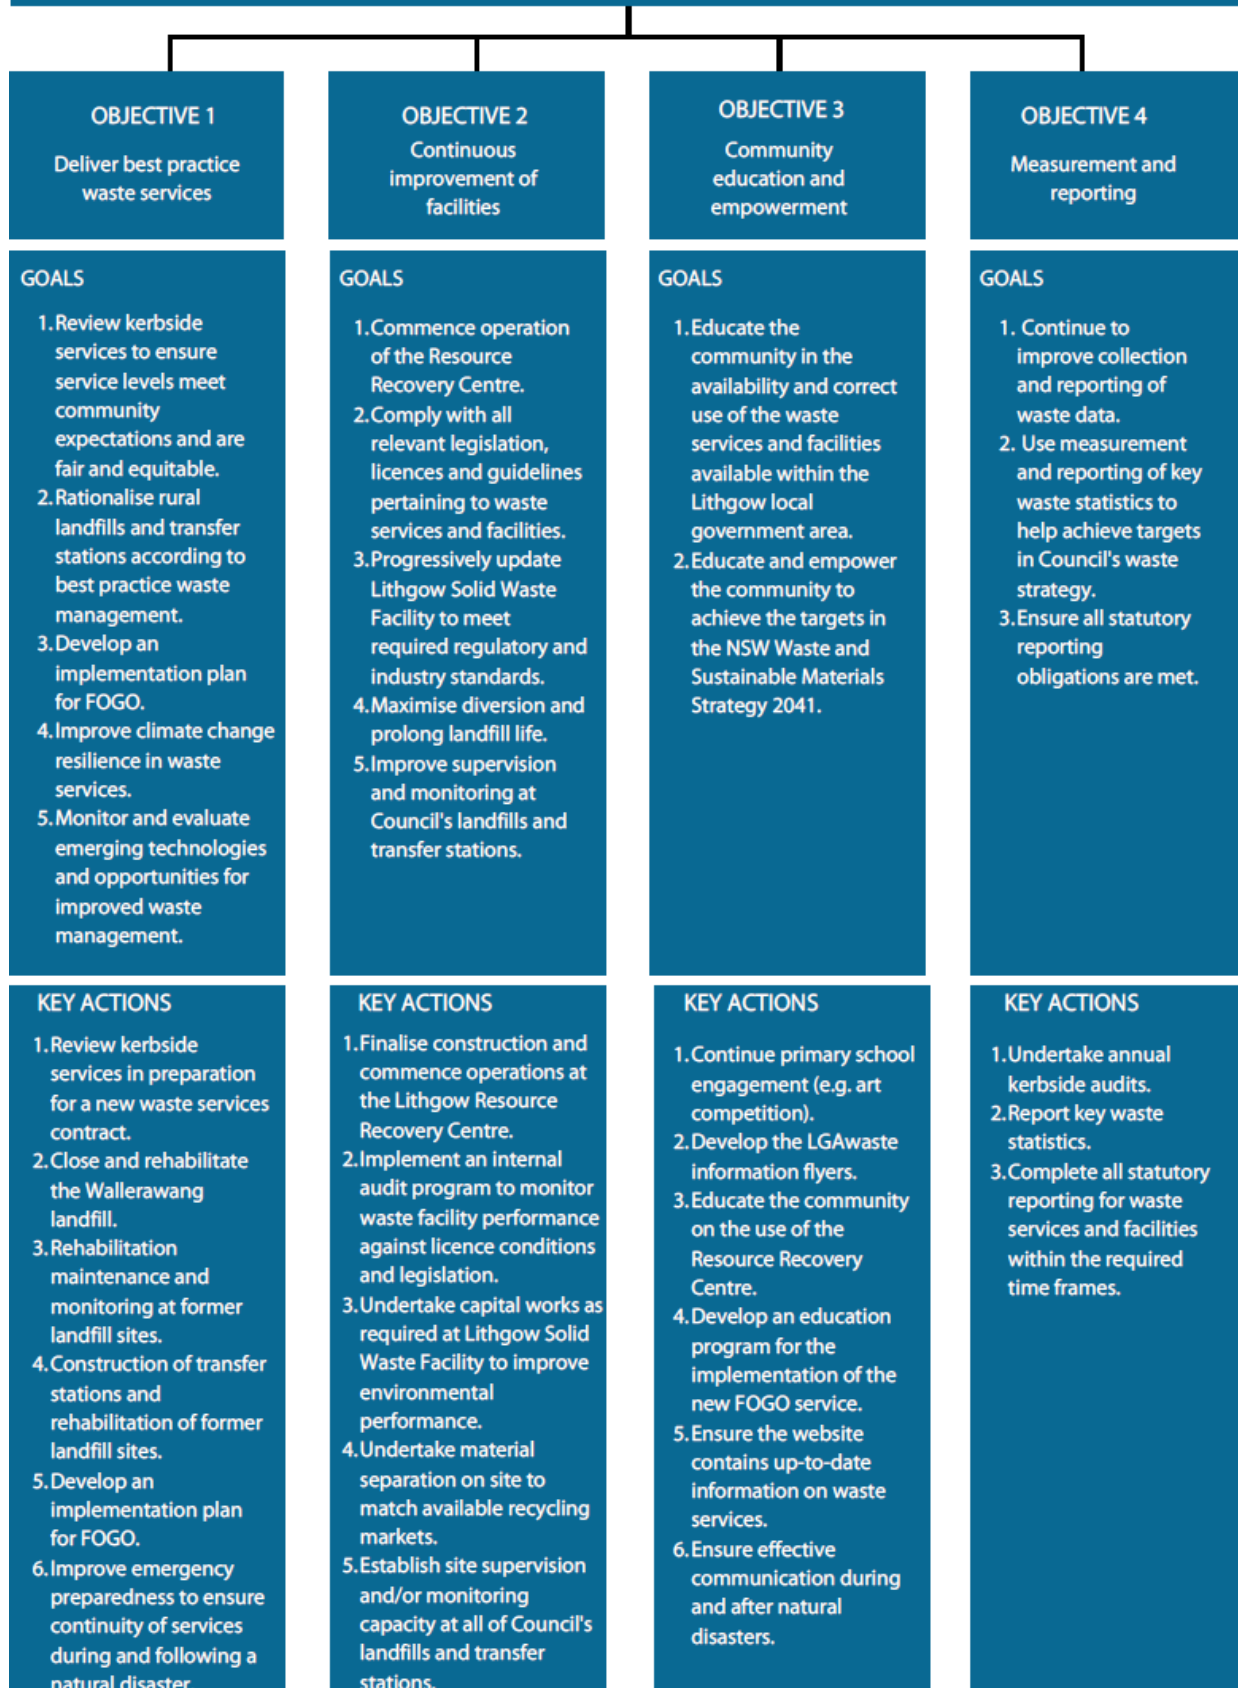 OBJECTIVE 1
Deliver best practice
waste services
OBJECTIVE 2
Continuous
improvement of
facilities
OBJECTIVE 3
Community
education and
empowerment
OBJECTIVE 4
Measurement and
reporting
GOALS
1. Review kerbside
services to ensure
service levels meet
community
expectations and are
fair and equitable.
2. Rationalise rural
landfills and transfer
stations according to
best practice waste
management.
3. Develop an
implementation plan
for FOGO.
4. Improve climate change
resilience in waste
services.
5. Monitor and evaluate
emerging technologies
and opportunities for
improved waste
management.
GOALS
1. Commence operation
of the Resource
Recovery Centre.
2. Comply with all
relevant legislation,
licences and guidelines
pertaining to waste
services and facilities.
3. Progressively update
Lithgow Solid Waste
Facility to meet
required regulatory and
industry standards.
4. Maximise diversion and
prolong landfill life.
5. Improve supervision
and monitoring at
Council's landfills and
transfer stations.
GOALS
1. Educate the
community in the
availability and correct
use of the waste
services and facilities
available within the
Lithgow local
government area.
2. Educate and empower
the community to
achieve the targets in
the NSW Waste and
Sustainable Materials
Strategy 2041.
GOALS
1. Continue to
improve collection
and reporting of
waste data.
2. Use measurement
and reporting of key
waste statistics to
help achieve targets
in Council's waste
strategy.
3. Ensure all statutory
reporting
obligations are met.
KEY ACTIONS
1. Review kerbside
services in preparation
for a new waste services
contract.
2. Close and rehabilitate
the Wallerawang
landfill.
3. Rehabilitation
maintenance and
monitoring at former
landfill sites.
4. Construction of transfer
stations and
rehabilitation of former
landfill sites.
5. Develop an
implementation plan
for FOGO.
6. Improve emergency
preparedness to ensure
continuity of services
during and following a
natural disaster
KEY ACTIONS
1. Finalise construction and
commence operations at
the Lithgow Resource
Recovery Centre.
2. Implement an internal
audit program to monitor
waste facility performance
against licence conditions
and legislation.
3. Undertake capital works as
required at Lithgow Solid
Waste Facility to improve
environmental
performance.
4. Undertake material
separation on site to
match available recycling
markets.
5. Establish site supervision
and/or monitoring
capacity at all of Council's
landfills and transfer
stations.
KEY ACTIONS
1. Continue primary school
engagement (e.g. art
competition).
2. Develop the LGAwaste
information flyers.
3. Educate the community
on the use of the
Resource Recovery
Centre.
4. Develop an education
program for the
implementation of the
new FOGO service.
5. Ensure the website
contains up-to-date
information on waste
services.
6. Ensure effective
communication during
and after natural
disasters.
KEY ACTIONS
1. Undertake annual
kerbside audits.
2. Report key waste
statistics.
3. Complete all statutory
reporting for waste
services and facilities
within the required
time frames.